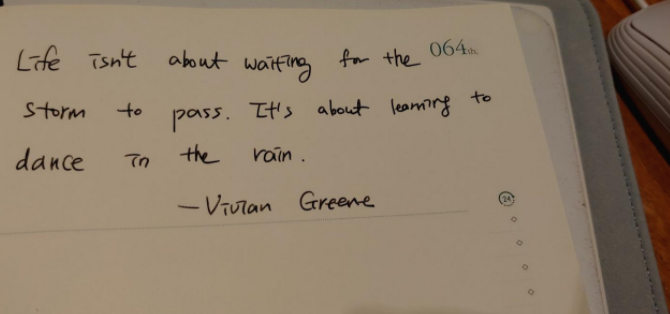 Life isn't about waiting for the 064th.
storm to pass. It's about learning to
dance in the rain.
—Vivian Greene
24